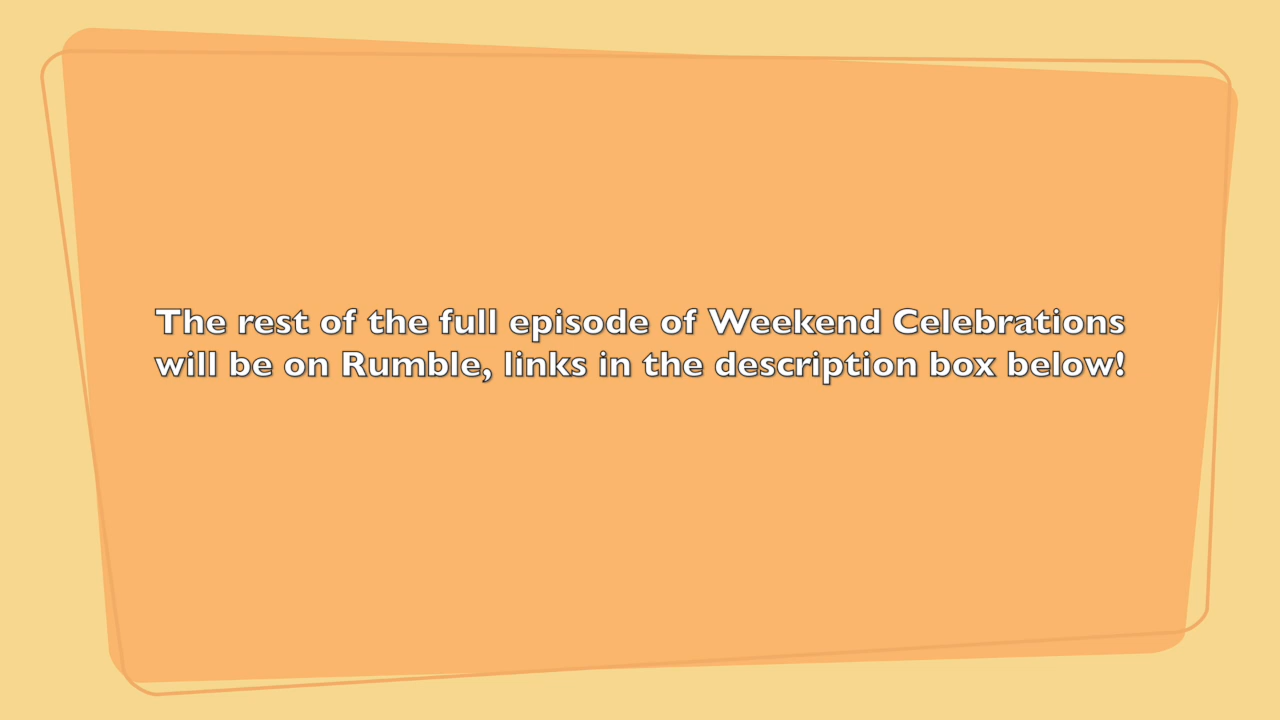 The rest of the full episode of Weekend Celebrations
will be on Rumble, links in the description box below!